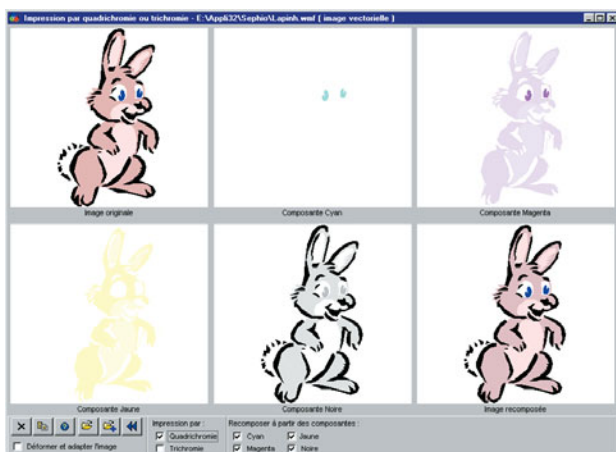 Impression par quadrichromie ou trichromie - E:\Appli32\Sephio\Lapinh.wmf ( image vectorielle )
Image originale
Composante Cyan
Composante Magenta
Composante Jaune
Composante Noire
Image recomposée
Impression par :
Recomposer à partir des composantes :
Quadrichromie
Cyan
Jaune
Déformer et adapter l'image
Trichromie
Magenta
Noire